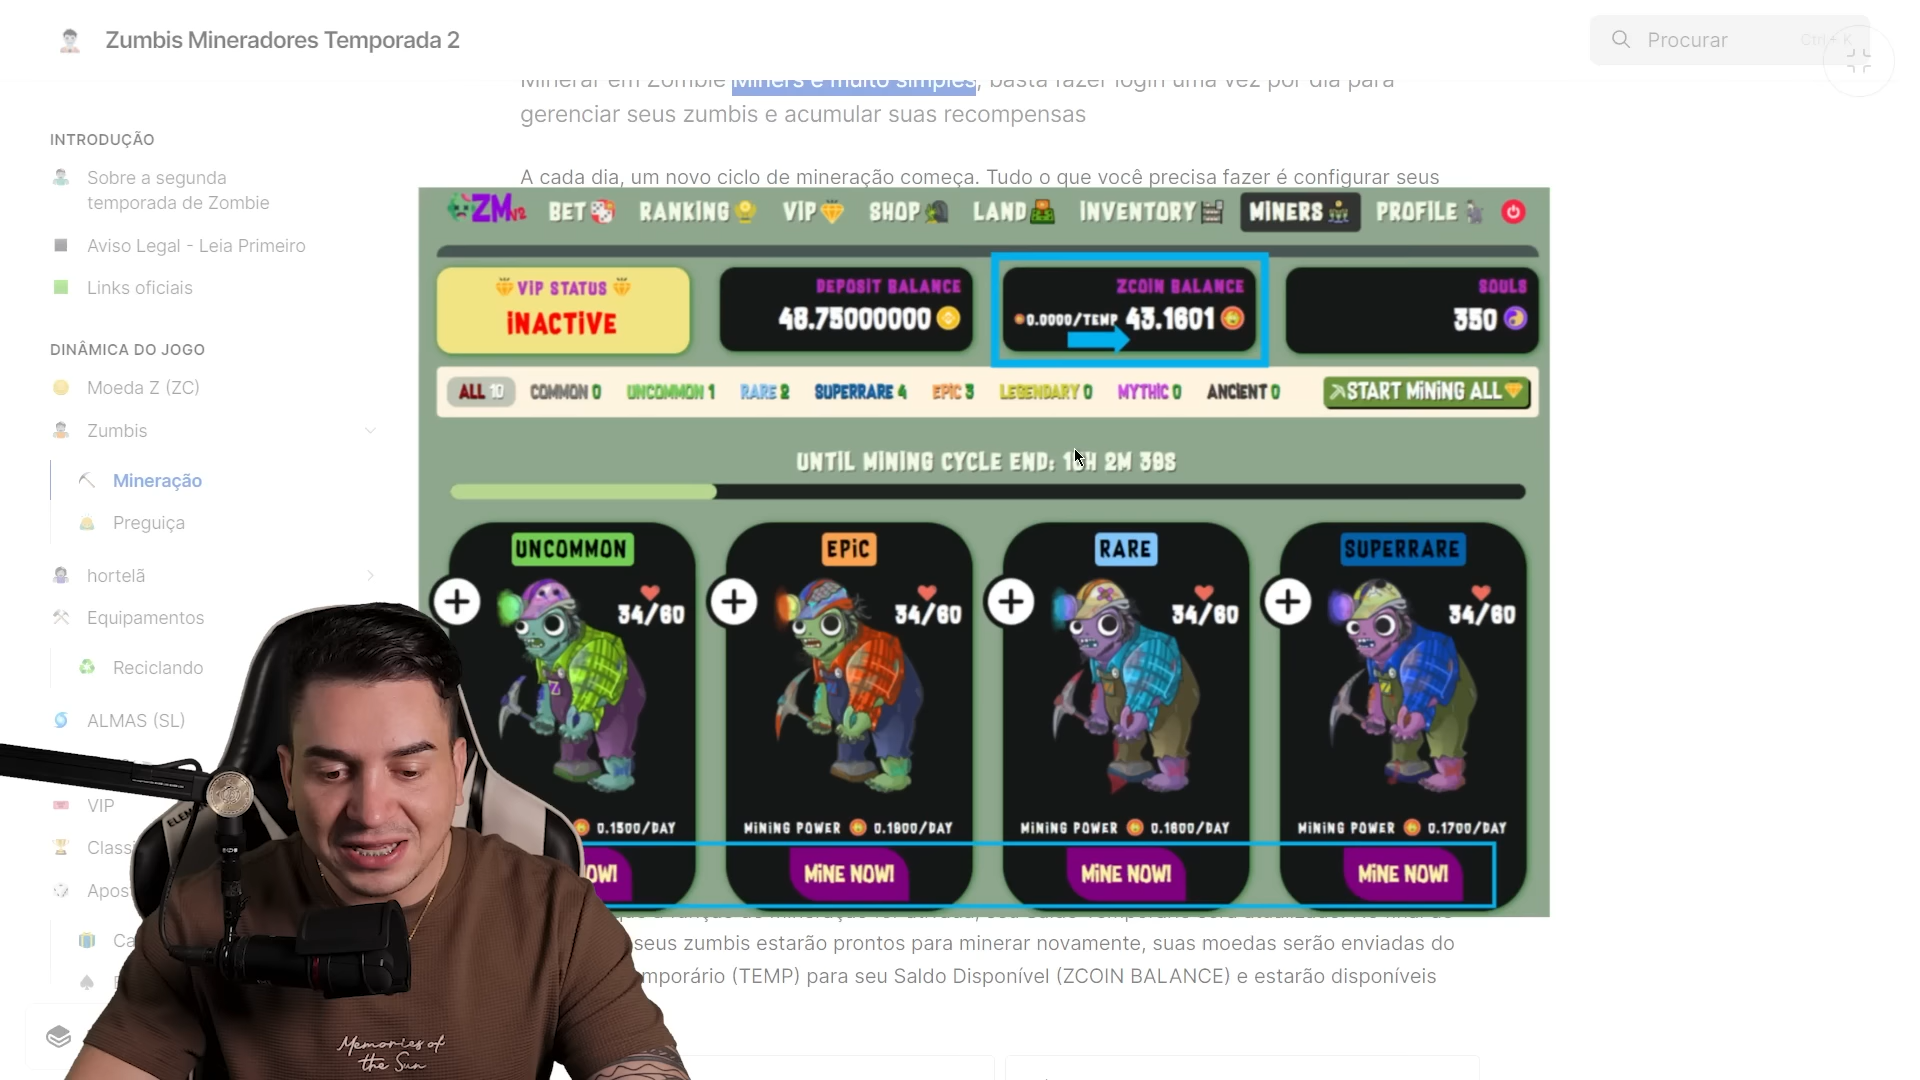 Zumbis Mineradores Temporada 2
Procurar
Ctrl + K
Minerar em Zombie Miners é muito simples, basta fazer login uma vez por dia para
gerenciar seus zumbis e acumular suas recompensas
A cada dia, um novo ciclo de mineração começa. Tudo o que você precisa fazer é configurar seus
INTRODUÇÃO
Sobre a segunda
temporada de Zombie
Aviso Legal - Leia Primeiro
Links oficiais
DINÂMICA DO JOGO
Moeda Z (ZC)
Zumbis
Mineração
Preguiça
hortelã
Equipamentos
Reciclando
ALMAS (SL)
VIP
Classi
Apos
Ca
ZM V2
BET
RANKING
VIP
SHOP
LAND
INVENTORY
MINERS
PROFILE
VIP STATUS
INACTIVE
DEPOSIT BALANCE
48.75000000
ZCOIN BALANCE
0.0000/TEMP 43.1601
SOULS
350
ALL 10
COMMON 0
UNCOMMON 1
RARE 2
SUPERRARE 4
EPIC 3
LEGENDARY 0
MYTHIC 0
ANCIENT 0
START MINING ALL
UNTIL MINING CYCLE END: 2M 39S
UNCOMMON
34/60
0.1500/DAY
OW!
EPIC
34/60
MINING POWER 0.1800/DAY
MINE NOW!
RARE
34/60
MINING POWER 0.1600/DAY
MINE NOW!
SUPERRARE
34/60
MINING POWER 0.1700/DAY
MINE NOW!
seus zumbis estarão prontos para minerar novamente, suas moedas serão enviadas do
mporário (TEMP) para seu Saldo Disponível (ZCOIN BALANCE) e estarão disponíveis
ELEM
Memories of
the Sun